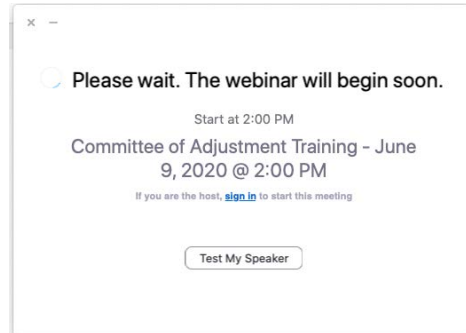 Please wait. The webinar will begin soon.
Start at 2:00 PM
Committee of Adjustment Training - June
9, 2020 @ 2:00 PM
If you are the host, sign in to start this meeting
Test My Speaker